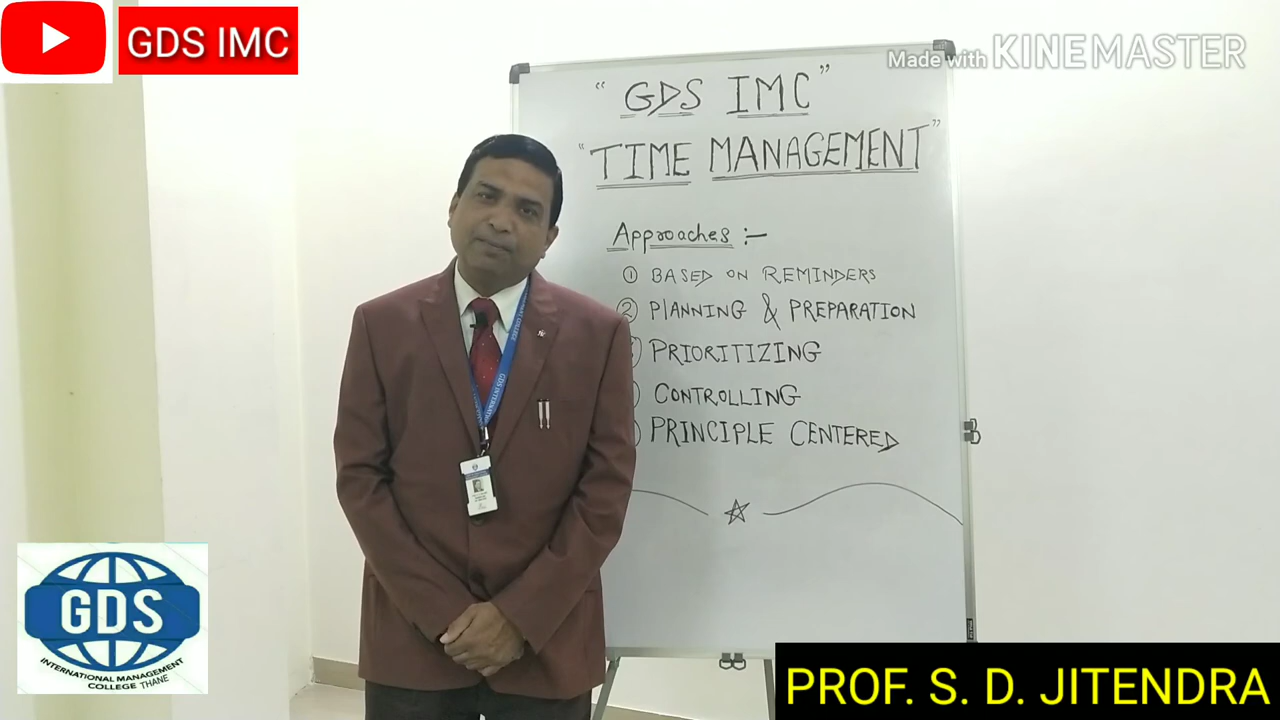 GDS IMC
Made with KINEMASTER
" GDS IMC "
" TIME MANAGEMENT "
Approaches :-
① BASED ON REMINDERS
② PLANNING & PREPARATION
PRIORITIZING
CONTROLLING
PRINCIPLE CENTERED
GDS
INTERNATIONAL MANAGEMENT
COLLEGE THANE
PROF. S. D. JITENDRA